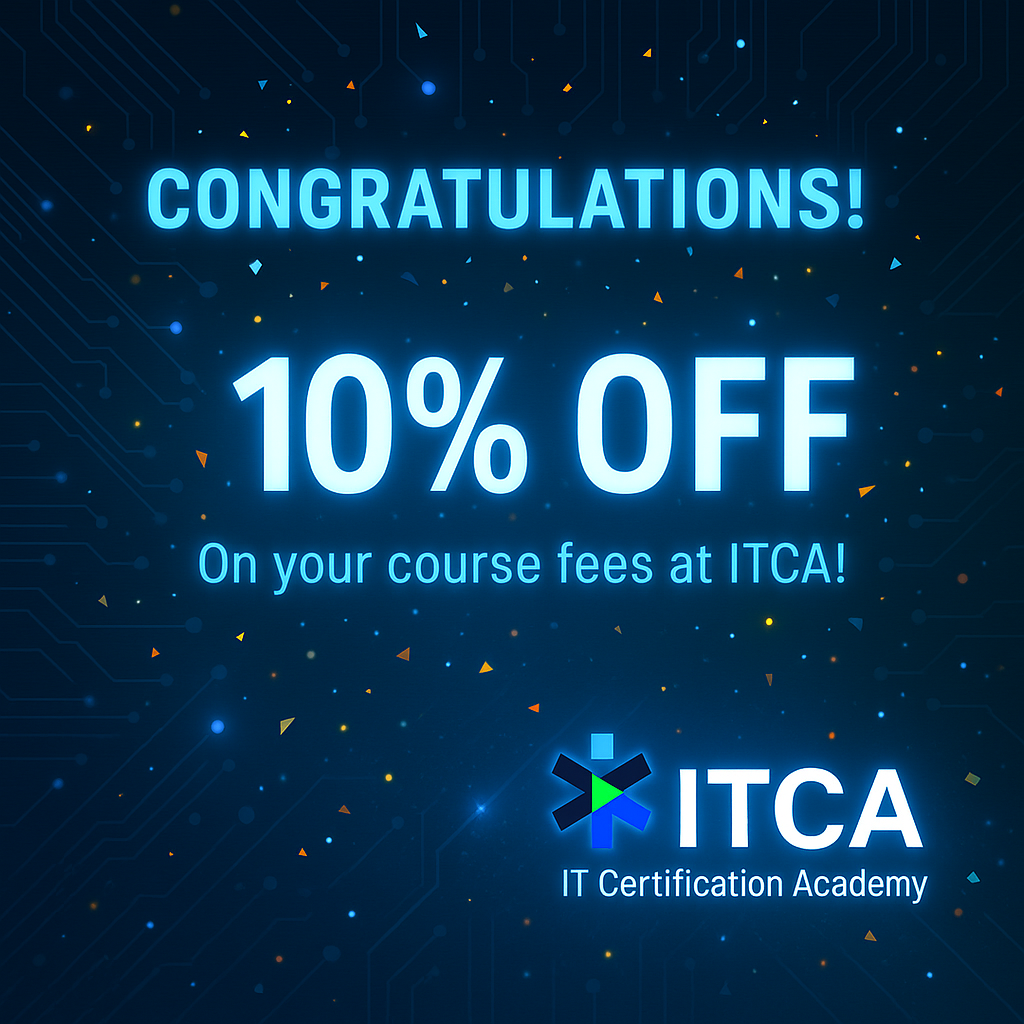 CONGRATULATIONS!
10% OFF
On your course fees at ITCA!
ITCA
IT Certification Academy